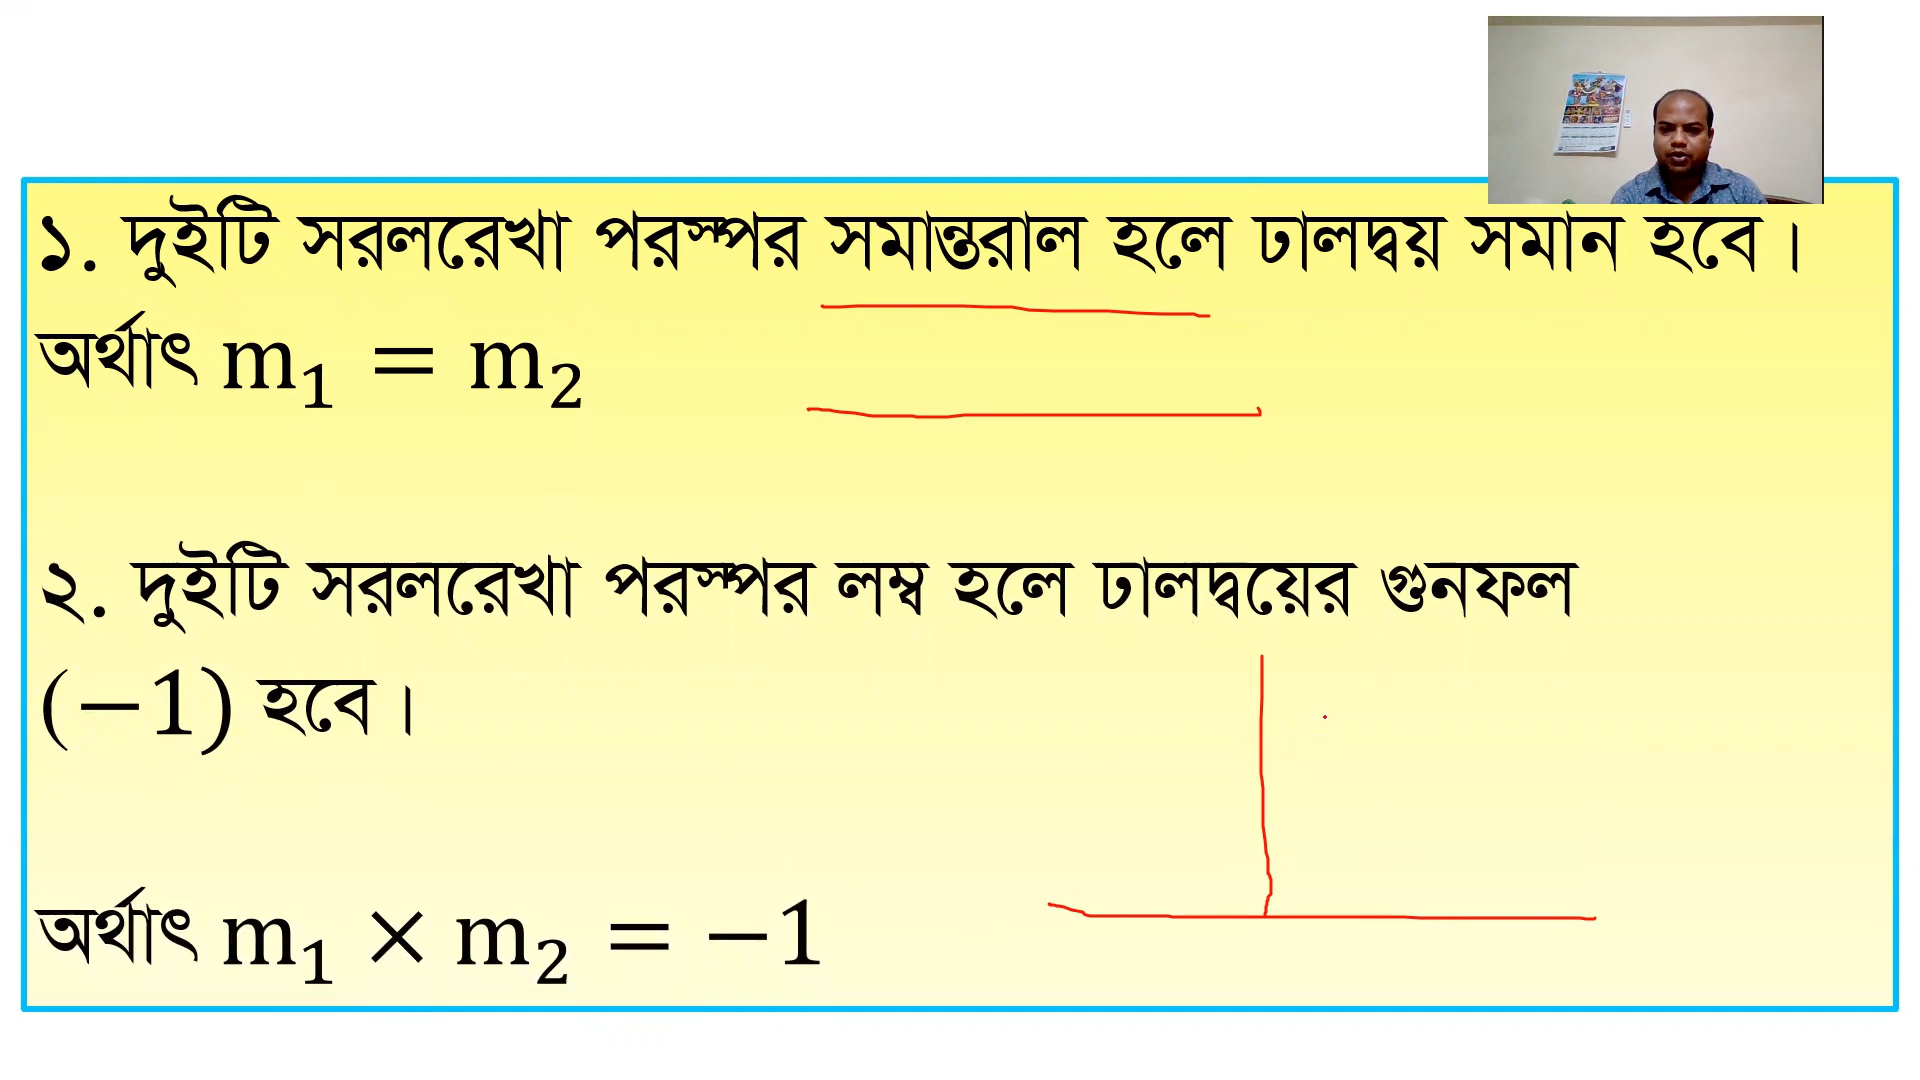 ১. দুইটি সরলরেখা পরস্পর সমান্তরাল হলে ঢালদ্বয় সমান হবে।
অর্থাৎ m₁ = m₂
২. দুইটি সরলরেখা পরস্পর লম্ব হলে ঢালদ্বয়ের গুনফল
(−1) হবে।
অর্থাৎ m₁ × m₂ = −1